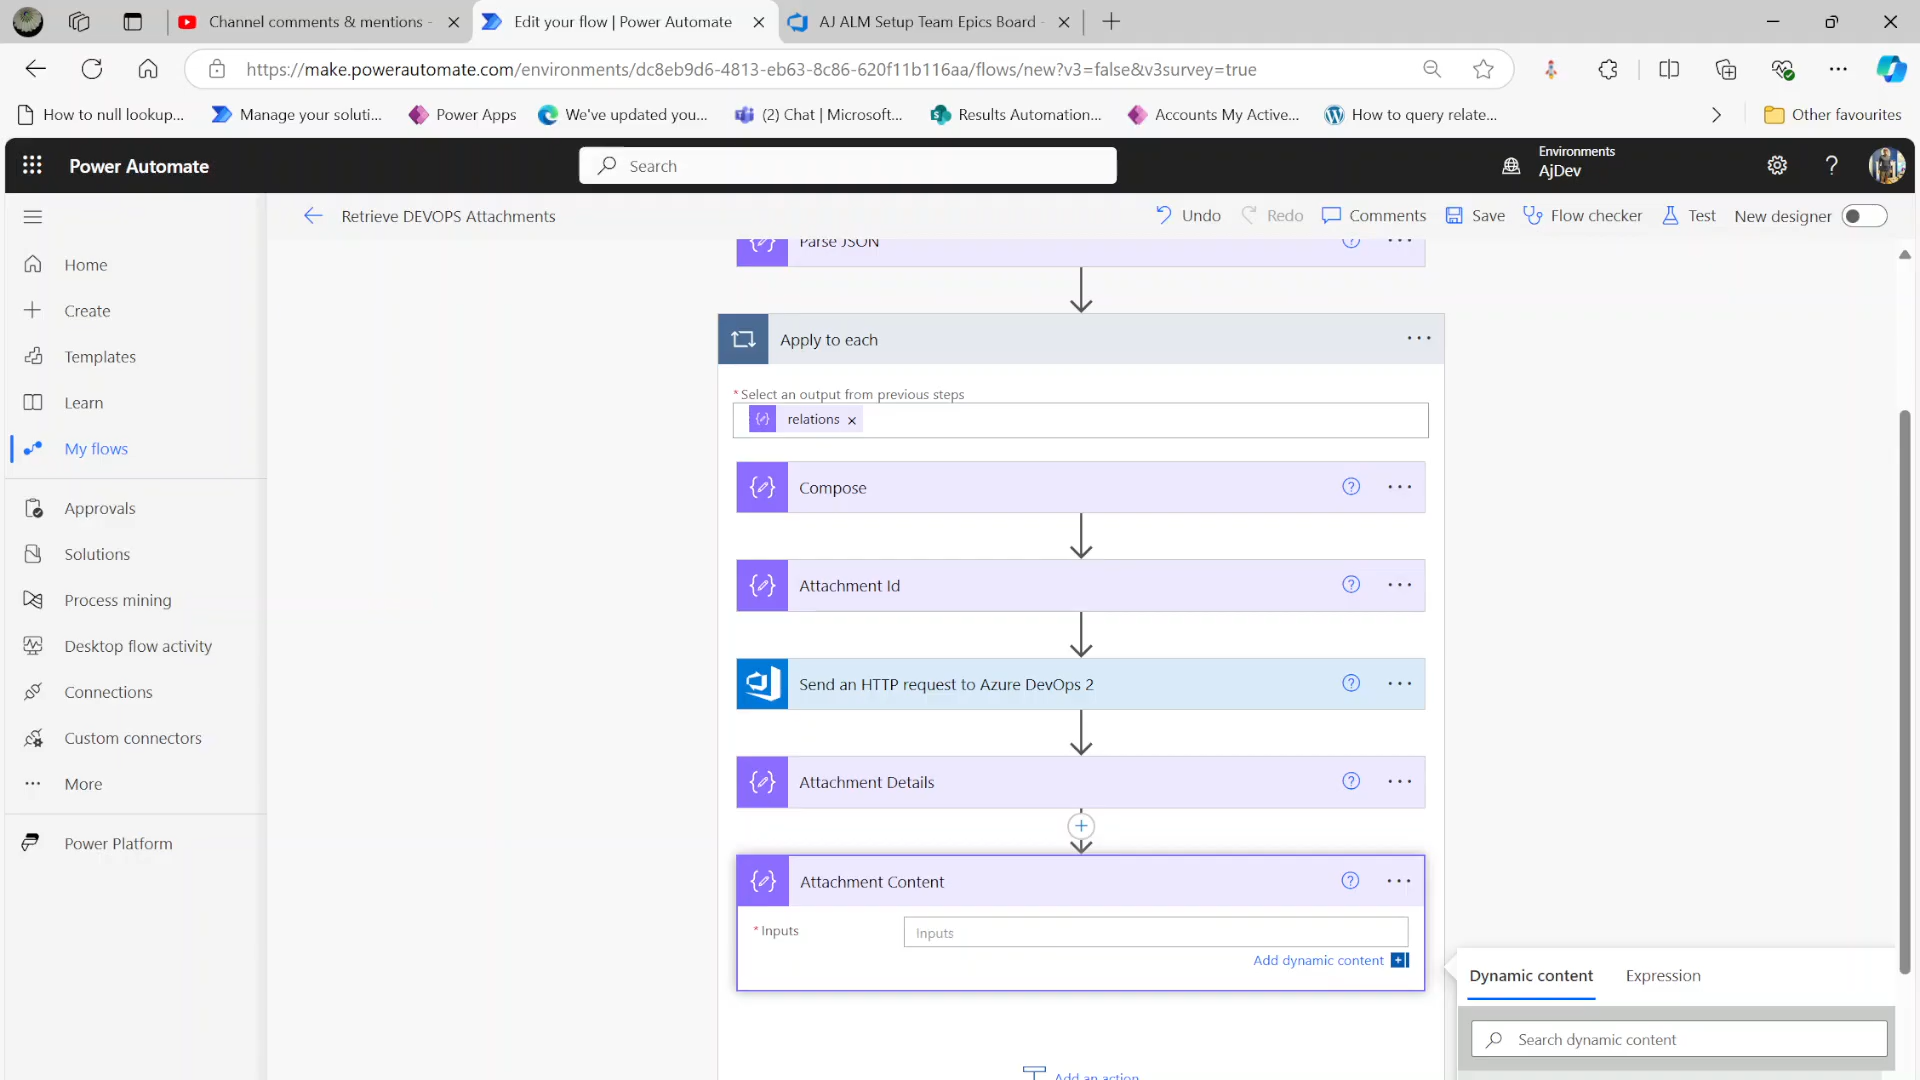 Channel comments & mentions -
Edit your flow | Power Automate
AJ ALM Setup Team Epics Board -
https://make.powerautomate.com/environments/dc8eb9d6-4813-eb63-8c86-620f11b116aa/flows/new?v3=false&v3survey=true
How to null lookup...
Manage your soluti...
Power Apps
We've updated you...
(2) Chat | Microsoft...
Results Automation...
Accounts My Active...
How to query relate...
Other favourites
Power Automate
Search
Environments
AjDev
Retrieve DEVOPS Attachments
Undo
Redo
Comments
Save
Flow checker
Test
New designer
Home
Create
Templates
Learn
My flows
Approvals
Solutions
Process mining
Desktop flow activity
Connections
Custom connectors
More
Power Platform
Parse JSON
Apply to each
* Select an output from previous steps
relations
Compose
Attachment Id
Send an HTTP request to Azure DevOps 2
Attachment Details
Attachment Content
* Inputs
Inputs
Add dynamic content
Add an action
Dynamic content
Expression
Search dynamic content